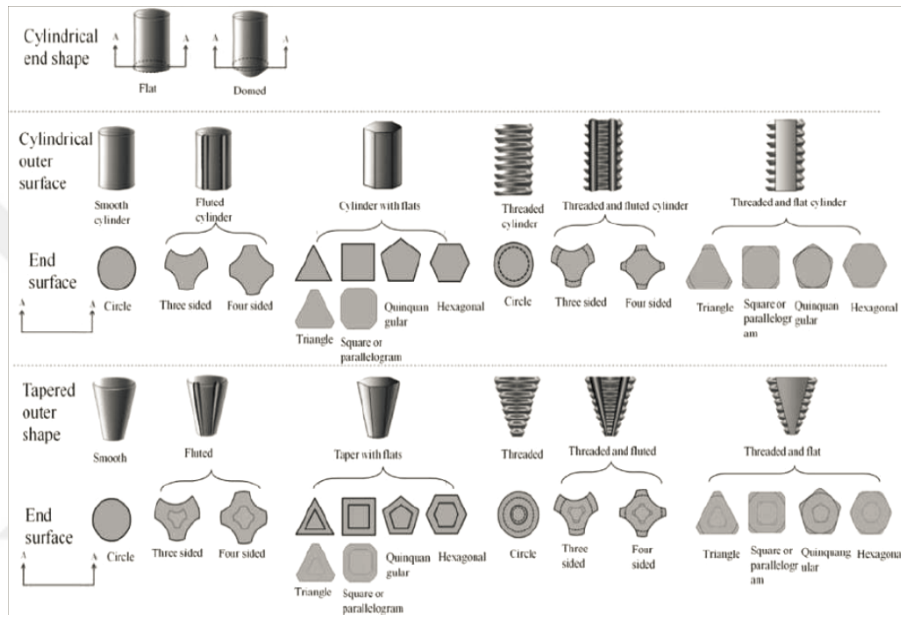 Cylindrical
end shape
A A A A
Flat Domed
Cylindrical
outer
surface
Smooth
cylinder
Fluted
cylinder
Cylinder with flats
Threaded
cylinder
Threaded and fluted cylinder
Threaded and flat cylinder
End
surface
A A
Circle
Three sided
Four sided
Triangle
Square or
parallelogram
Quinquan
gular
Hexagonal
Circle
Three sided
Four sided
Triangle
Square or
parallelogr
am
Quinquan
gular
Hexagonal
Tapered
outer
shape
Smooth
Fluted
Taper with flats
Threaded
Threaded and fluted
Threaded and flat
End
surface
A A
Circle
Three sided
Four sided
Triangle
Square or
parallelogram
Quinquan
gular
Hexagonal
Circle
Three
sided
Four
sided
Triangle
Square or
parallelogr
am
Quinquang
ular
Hexagona